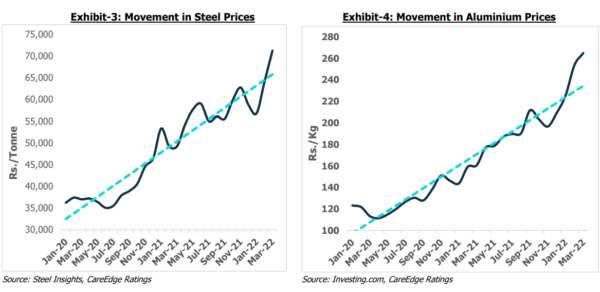 Exhibit-3: Movement in Steel Prices
75,000
70,000
65,000
60,000
55,000
50,000
45,000
40,000
35,000
30,000
Rs./Tonne
Jan-20
Mar-20
May-20
Jul-20
Sep-20
Nov-20
Jan-21
Mar-21
May-21
Jul-21
Sep-21
Nov-21
Jan-22
Mar-22
Source: Steel Insights, CareEdge Ratings
Exhibit-4: Movement in Aluminium Prices
280
260
240
220
200
180
160
140
120
100
Rs./Kg
Jan-20
Mar-20
May-20
Jul-20
Sep-20
Nov-20
Jan-21
Mar-21
May-21
Jul-21
Sep-21
Nov-21
Jan-22
Mar-22
Source: Investing.com, CareEdge Ratings